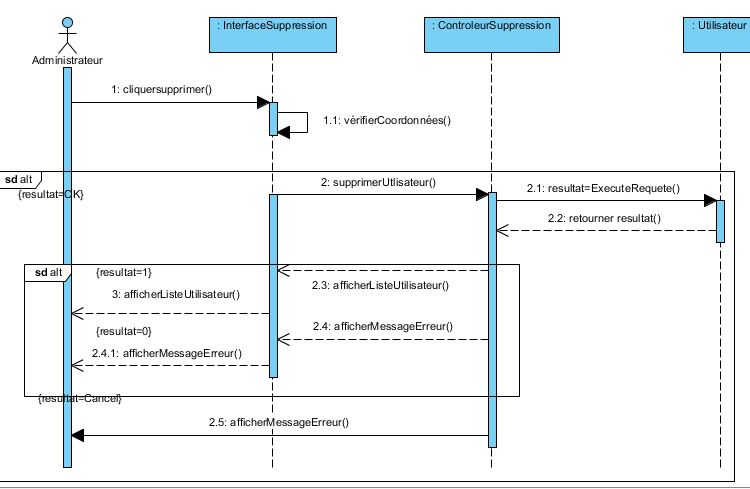 : InterfaceSuppression
: ControleurSuppression
: Utilisateur
Administrateur
1: cliquersupprimer()
1.1: vérifierCoordonnées()
sd alt
{resultat=OK}
2: supprimerUtlisateur()
2.1: resultat=ExecuteRequete()
2.2: retourner resultat()
sd alt
{resultat=1}
2.3: afficherListeUtilisateur()
3: afficherListeUtilisateur()
{resultat=0}
2.4: afficherMessageErreur()
2.4.1: afficherMessageErreur()
{resultat=Cancel}
2.5: afficherMessageErreur()